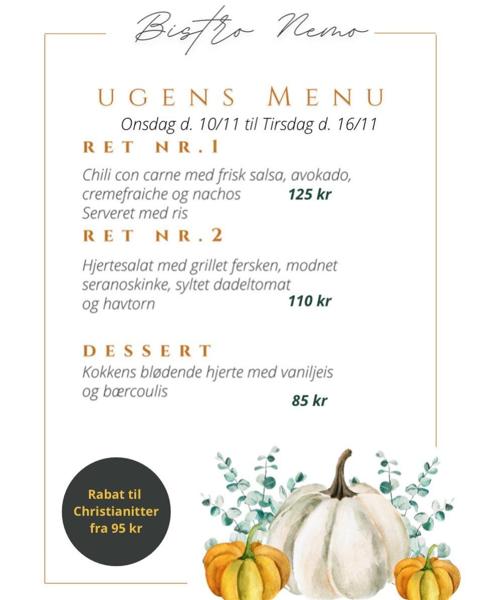 Bistro Nemo
UGENS MENU
Onsdag d. 10/11 til Tirsdag d. 16/11
RET NR.1
Chili con carne med frisk salsa, avokado,
cremefraiche og nachos 125 kr
Serveret med ris
RET NR.2
Hjertesalat med grillet fersken, modnet
seranoskinke, syltet dadeltomat
og havtorn 110 kr
DESSERT
Kokkens blødende hjerte med vaniljeis
og bærcoulis
85 kr
Rabat til
Christianitter
fra 95 kr